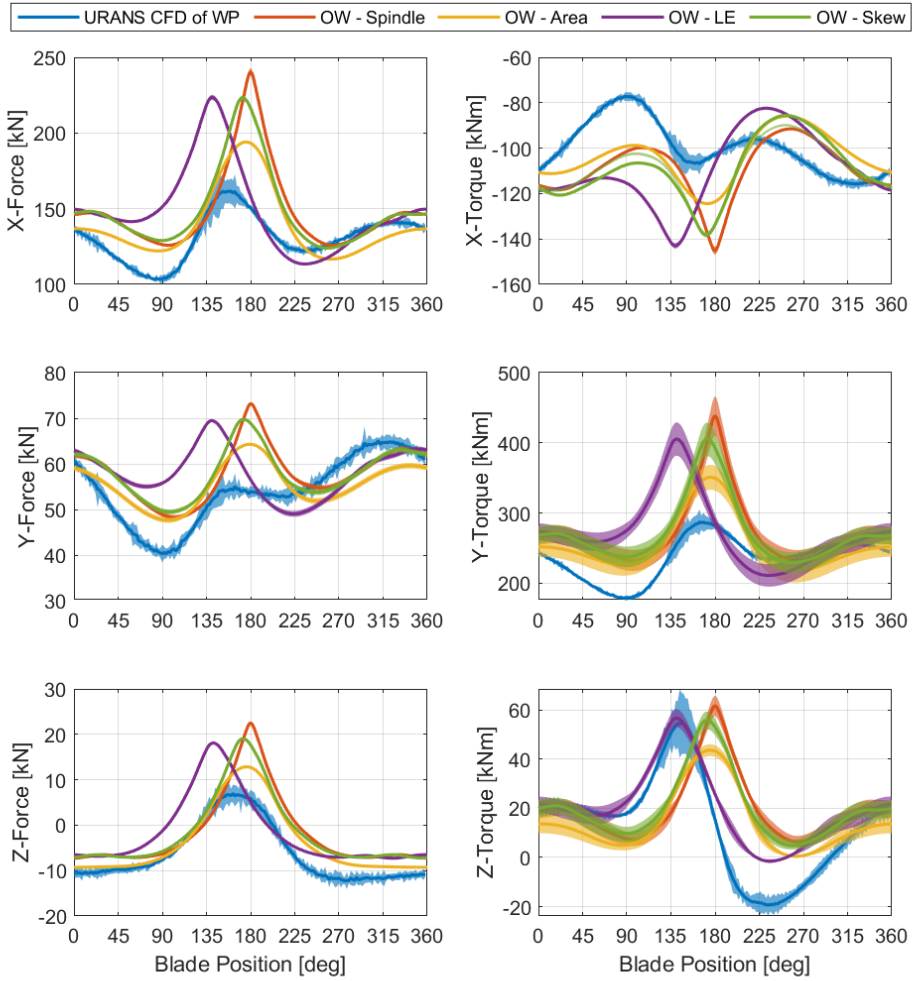 URANS CFD of WP OW - Spindle OW - Area OW - LE OW - Skew
X-Force [kN]
250
200
150
100
0 45 90 135 180 225 270 315 360
X-Torque [kNm]
-60
-80
-100
-120
-140
-160
0 45 90 135 180 225 270 315 360
Y-Force [kN]
80
70
60
50
40
30
0 45 90 135 180 225 270 315 360
Y-Torque [kNm]
500
400
300
200
0 45 90 135 180 225 270 315 360
Z-Force [kN]
30
20
10
0
-10
-20
0 45 90 135 180 225 270 315 360
Blade Position [deg]
Z-Torque [kNm]
60
40
20
0
-20
0 45 90 135 180 225 270 315 360
Blade Position [deg]